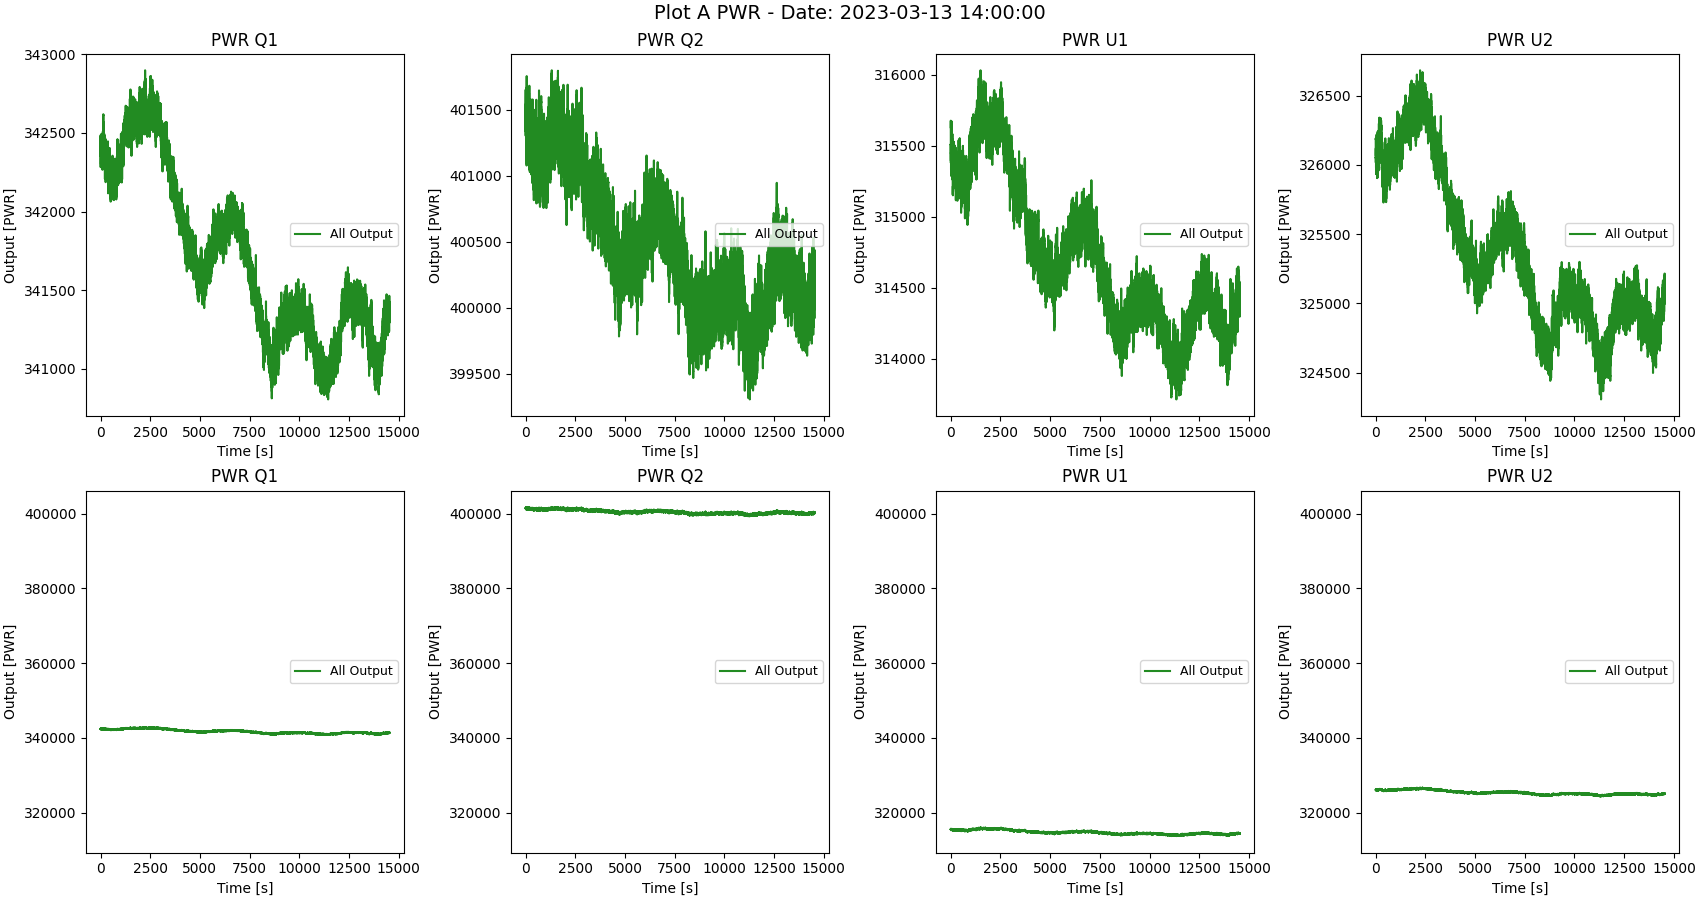 Plot A PWR - Date: 2023-03-13 14:00:00
PWR Q1
343000
342500
342000
341500
341000
Output [PWR]
All Output
0 2500 5000 7500 10000 12500 15000
Time [s]
PWR Q2
401500
401000
400500
400000
399500
Output [PWR]
All Output
0 2500 5000 7500 10000 12500 15000
Time [s]
PWR U1
316000
315500
315000
314500
314000
Output [PWR]
All Output
0 2500 5000 7500 10000 12500 15000
Time [s]
PWR U2
326500
326000
325500
325000
324500
Output [PWR]
All Output
0 2500 5000 7500 10000 12500 15000
Time [s]
PWR Q1
400000
380000
360000
340000
320000
Output [PWR]
All Output
0 2500 5000 7500 10000 12500 15000
Time [s]
PWR Q2
400000
380000
360000
340000
320000
Output [PWR]
All Output
0 2500 5000 7500 10000 12500 15000
Time [s]
PWR U1
400000
380000
360000
340000
320000
Output [PWR]
All Output
0 2500 5000 7500 10000 12500 15000
Time [s]
PWR U2
400000
380000
360000
340000
320000
Output [PWR]
All Output
0 2500 5000 7500 10000 12500 15000
Time [s]